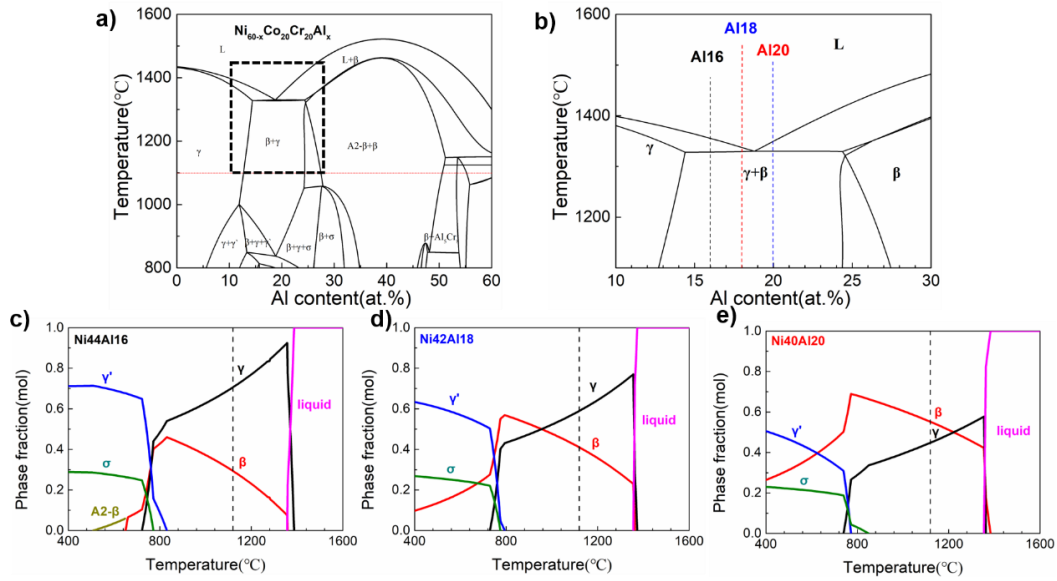 a)
Ni60-xCo20Cr20Alx
L
L+β
β+γ
A2-β+β
γ
γ+γ`
β+γ+γ`
β+γ+σ
β+σ
1600
1400
1200
1000
800
0 10 20 30 40 50 60
Temperature(℃)
Al content(at.%)
b)
Al18
L
Al16
Al20
γ
γ+β
β
1600
1400
1200
10 15 20 25 30
Temperature(℃)
Al content(at.%)
c)
Ni44Al16
γ'
γ
liquid
σ
β
A2-β
1.0
0.8
0.6
0.4
0.2
0.0
400 800 1200 1600
Phase fraction(mol)
Temperature(℃)
d)
Ni42Al18
γ'
γ
liquid
σ
β
1.0
0.8
0.6
0.4
0.2
0.0
400 800 1200 1600
Phase fraction(mol)
Temperature(℃)
e)
Ni40Al20
β
γ'
γ
liquid
σ
1.0
0.8
0.6
0.4
0.2
0.0
400 800 1200 1600
Phase fraction(mol)
Temperature(℃)